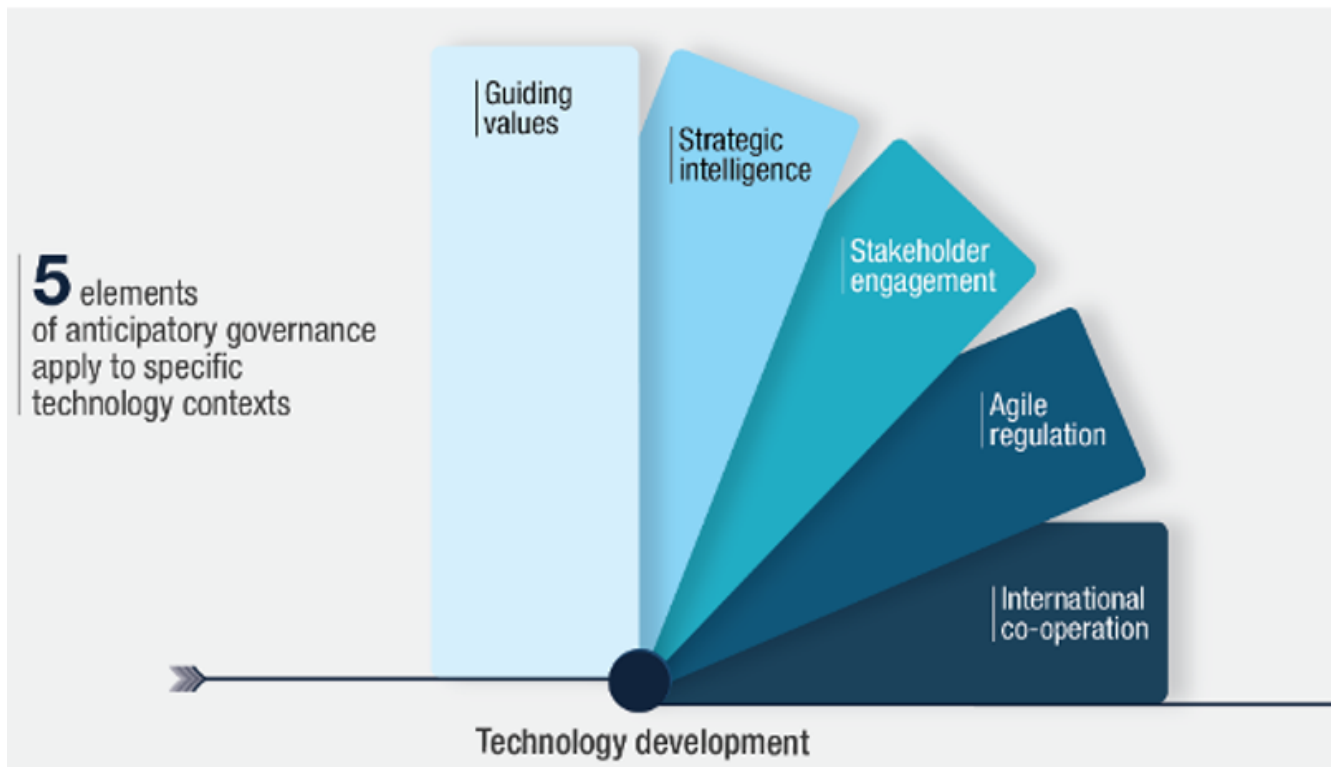 5 elements
of anticipatory governance
apply to specific
technology contexts
Guiding
values
Strategic
intelligence
Stakeholder
engagement
Agile
regulation
International
co-operation
Technology development